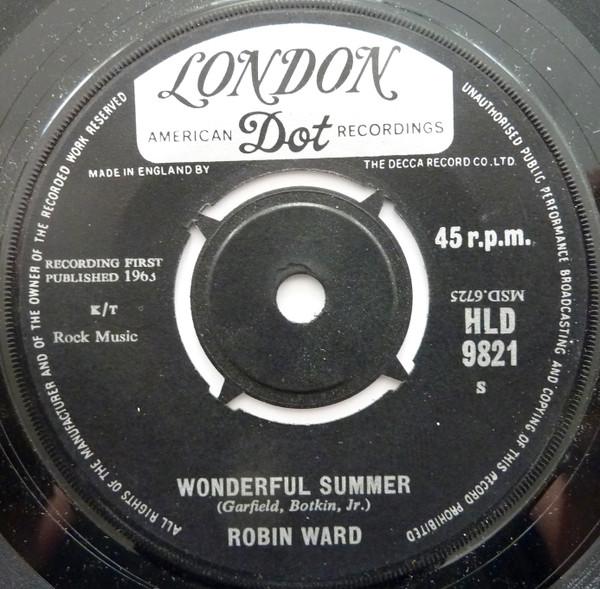 LONDON
AMERICAN Dot RECORDINGS
MADE IN ENGLAND BY THE DECCA RECORD CO. LTD.
ALL RIGHTS OF THE MANUFACTURER AND OF THE OWNER OF THE RECORDED WORK RESERVED
UNAUTHORISED PUBLIC PERFORMANCE BROADCASTING AND COPYING OF THIS RECORD PROHIBITED
45 r.p.m.
RECORDING FIRST
PUBLISHED 1963
K/T
Rock Music
MSD.6725
HLD
9821
S
WONDERFUL SUMMER
(Garfield, Botkin, Jr.)
ROBIN WARD